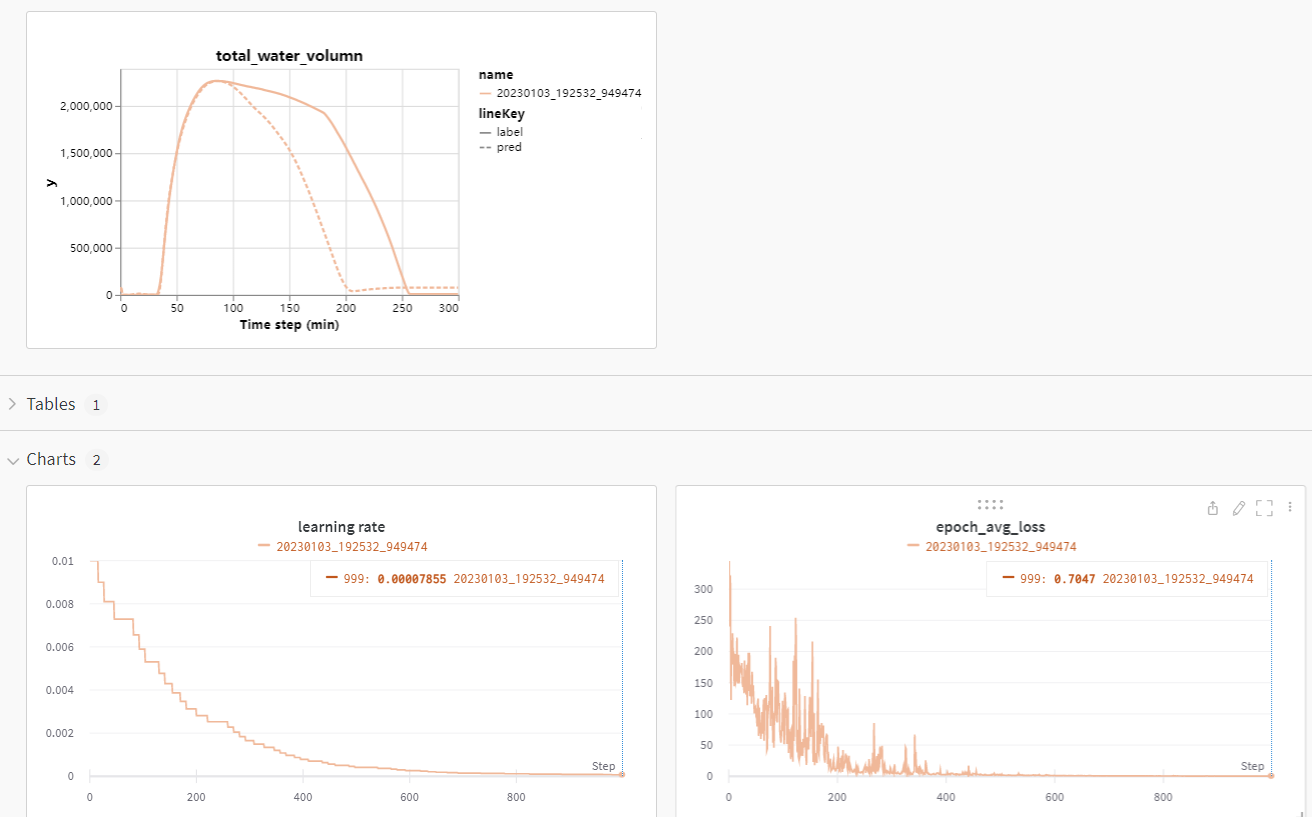 total_water_volumn
name
20230103_192532_949474
lineKey
label
pred
y
2,000,000
1,500,000
1,000,000
500,000
0
0 50 100 150 200 250 300
Time step (min)
Tables 1
Charts 2
learning rate
20230103_192532_949474
999: 0.00007855 20230103_192532_949474
0.01
0.008
0.006
0.004
0.002
0
Step
0 200 400 600 800
epoch_avg_loss
20230103_192532_949474
999: 0.7047 20230103_192532_949474
300
250
200
150
100
50
0
Step
0 200 400 600 800